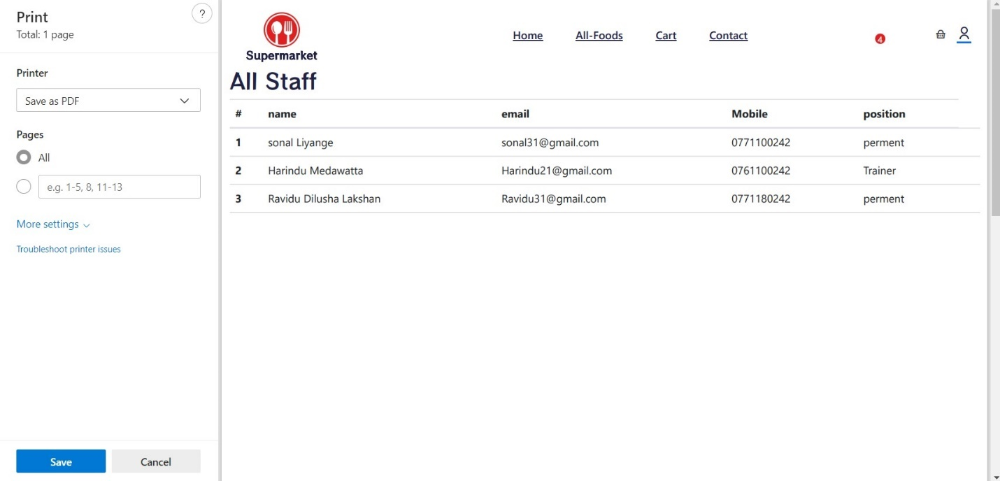 Print
?
Total: 1 page
Printer
Save as PDF
Pages
All
e.g. 1-5, 8, 11-13
More settings
Troubleshoot printer issues
Save Cancel
Supermarket
Home All-Foods Cart Contact 4
All Staff
# name email Mobile position
1 sonal Liyange sonal31@gmail.com 0771100242 perment
2 Harindu Medawatta Harindu21@gmail.com 0761100242 Trainer
3 Ravidu Dilusha Lakshan Ravidu31@gmail.com 0771180242 perment